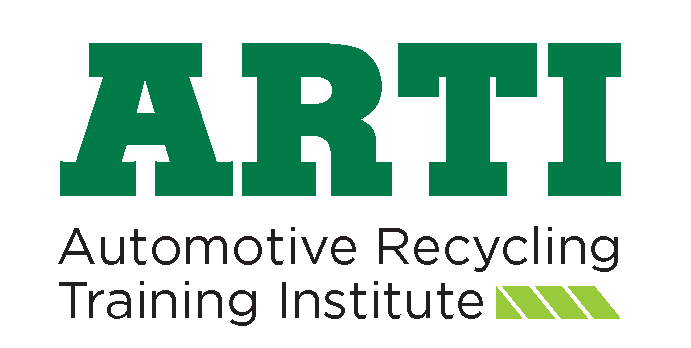 ARTI
Automotive Recycling
Training Institute